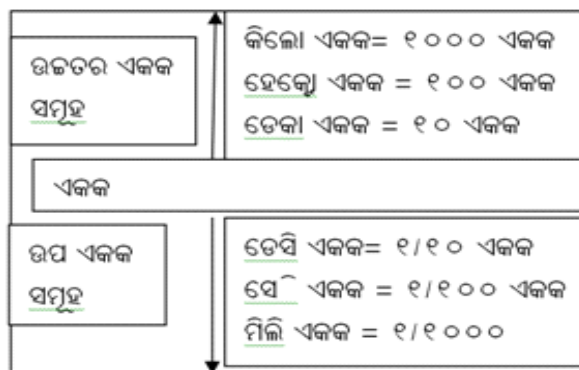 ଉଚ୍ଚତର ଏକକ
ସମୂହ
କିଲୋ ଏକକ= ୧୦୦୦ ଏକକ
ହେକ୍ଟୋ ଏକକ = ୧୦୦ ଏକକ
ଡେକା ଏକକ = ୧୦ ଏକକ
ଏକକ
ଉପ ଏକକ
ସମୂହ
ଡେସି ଏକକ= ୧/୧୦ ଏକକ
ଏକକ = ୧/୧୦୦ ଏକକ
ମିଲି ଏକକ = ୧/୧୦୦୦